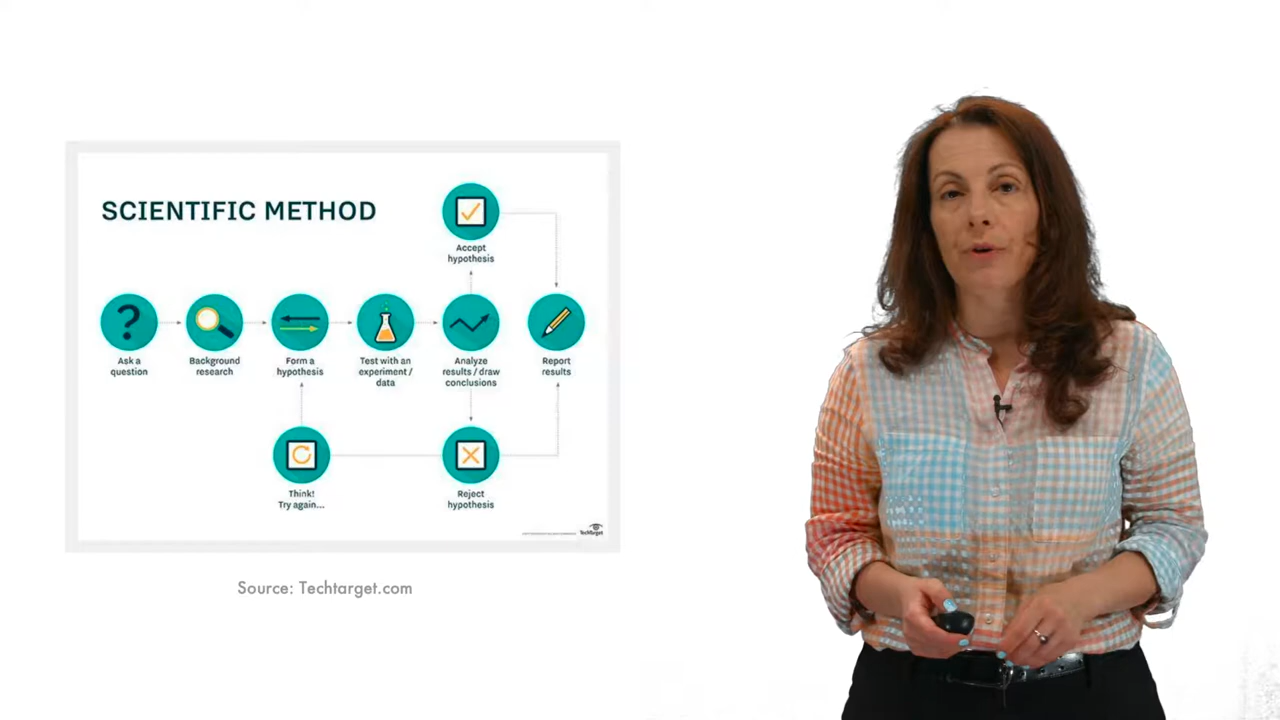 SCIENTIFIC METHOD
Accept
hypothesis
Ask a
question
Background
research
Form a
hypothesis
Test with an
experiment /
data
Analyze
results / draw
conclusions
Report
results
Think!
Try again...
Reject
hypothesis
TechTarget
Source: Techtarget.com